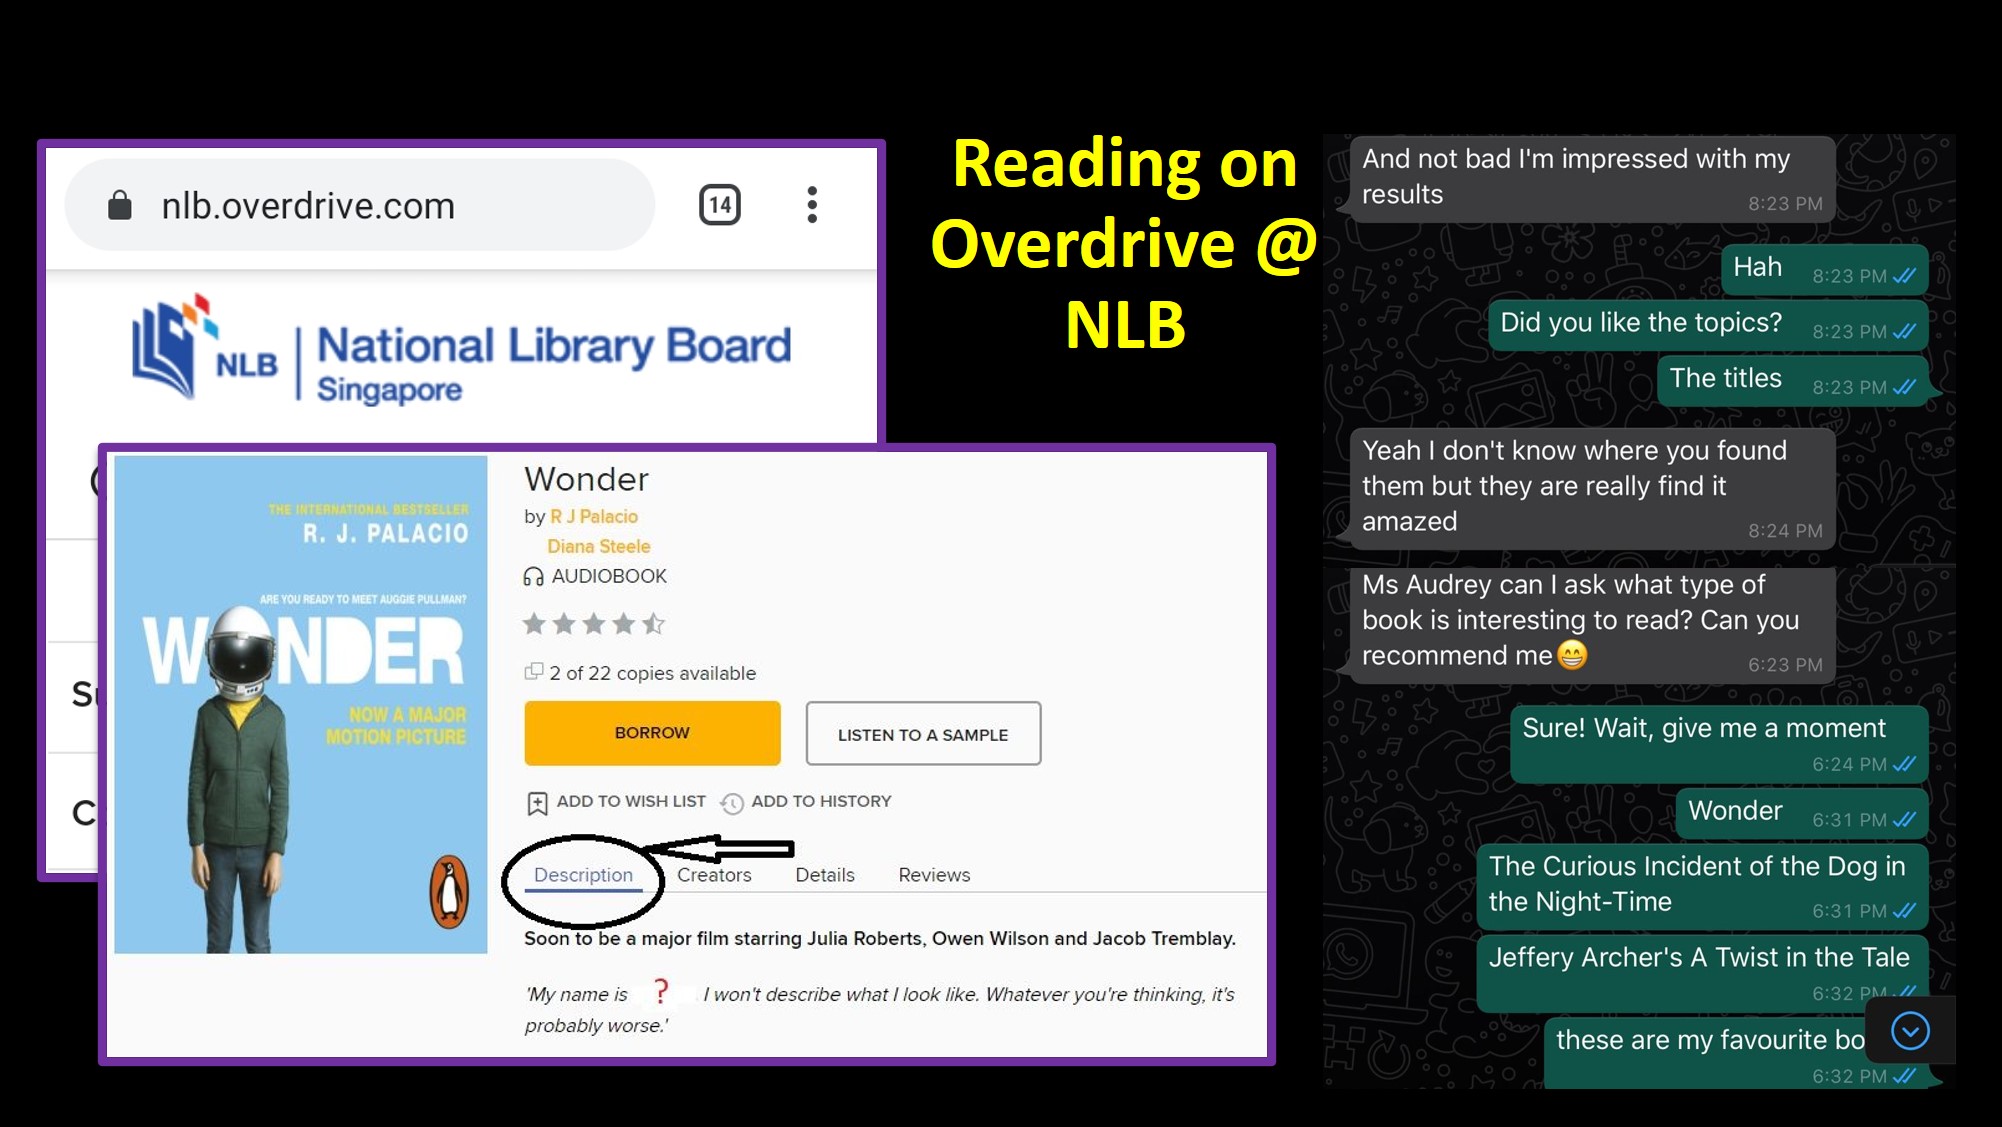 nlb.overdrive.com
14
NLB
National Library Board
Singapore
Reading on
Overdrive @
NLB
THE INTERNATIONAL BESTSELLER
R. J. PALACIO
ARE YOU READY TO MEET AUGGIE PULLMAN?
WONDER
NOW A MAJOR
MOTION PICTURE
Wonder
by R J Palacio
Diana Steele
AUDIOBOOK
2 of 22 copies available
BORROW
LISTEN TO A SAMPLE
ADD TO WISH LIST
ADD TO HISTORY
Description
Creators
Details
Reviews
Soon to be a major film starring Julia Roberts, Owen Wilson and Jacob Tremblay.
'My name is ? . I won't describe what I look like. Whatever you're thinking, it's
probably worse.'
And not bad I'm impressed with my
results
8:23 PM
Hah
8:23 PM
Did you like the topics?
8:23 PM
The titles
8:23 PM
Yeah I don't know where you found
them but they are really find it
amazed
8:24 PM
Ms Audrey can I ask what type of
book is interesting to read? Can you
recommend me😁
6:23 PM
Sure! Wait, give me a moment
6:24 PM
Wonder
6:31 PM
The Curious Incident of the Dog in
the Night-Time
6:31 PM
Jeffery Archer's A Twist in the Tale
6:32 PM
these are my favourite bo
6:32 PM